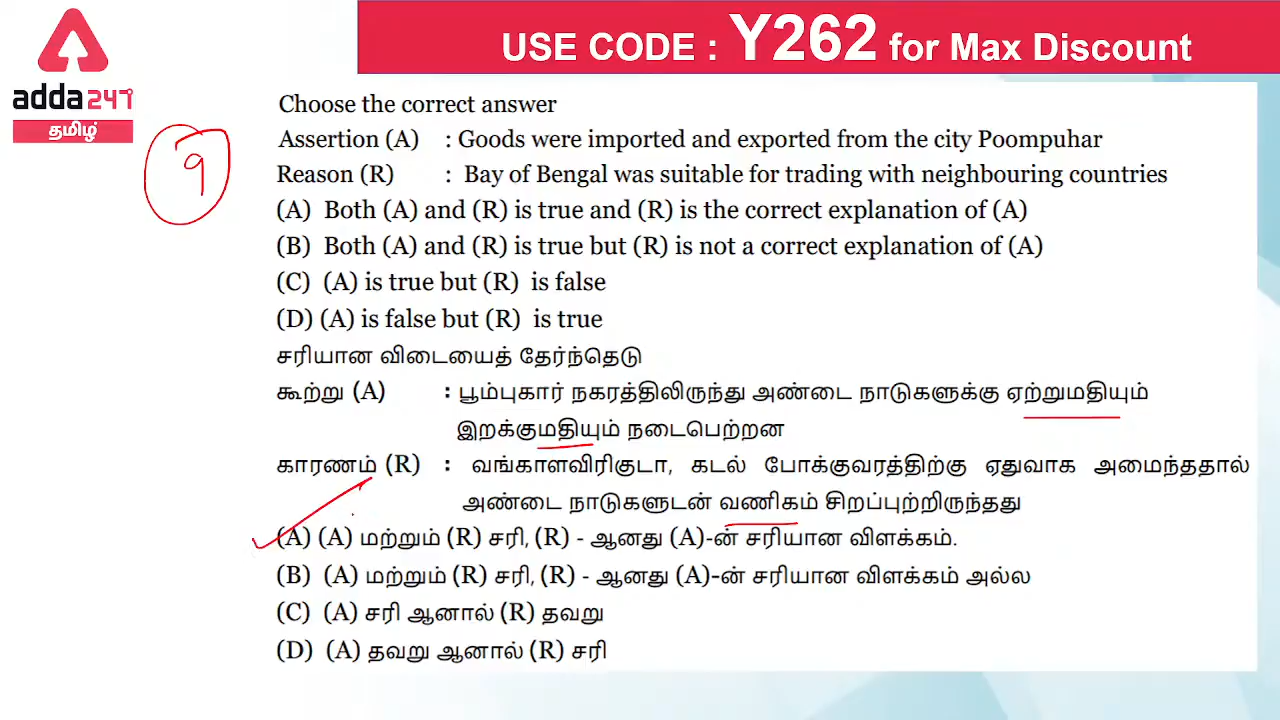 USE CODE : Y262 for Max Discount
adda247
தமிழ்
9
Choose the correct answer
Assertion (A) : Goods were imported and exported from the city Poompuhar
Reason (R) : Bay of Bengal was suitable for trading with neighbouring countries
(A) Both (A) and (R) is true and (R) is the correct explanation of (A)
(B) Both (A) and (R) is true but (R) is not a correct explanation of (A)
(C) (A) is true but (R) is false
(D) (A) is false but (R) is true
சரியான விடையைத் தேர்ந்தெடு
கூற்று (A) : பூம்புகார் நகரத்திலிருந்து அண்டை நாடுகளுக்கு ஏற்றுமதியும்
இறக்குமதியும் நடைபெற்றன
காரணம் (R) : வங்காளவிரிகுடா, கடல் போக்குவரத்திற்கு ஏதுவாக அமைந்ததால்
அண்டை நாடுகளுடன் வணிகம் சிறப்புற்றிருந்தது
(A) (A) மற்றும் (R) சரி, (R) - ஆனது (A)-ன் சரியான விளக்கம்.
(B) (A) மற்றும் (R) சரி, (R) - ஆனது (A)-ன் சரியான விளக்கம் அல்ல
(C) (A) சரி ஆனால் (R) தவறு
(D) (A) தவறு ஆனால் (R) சரி